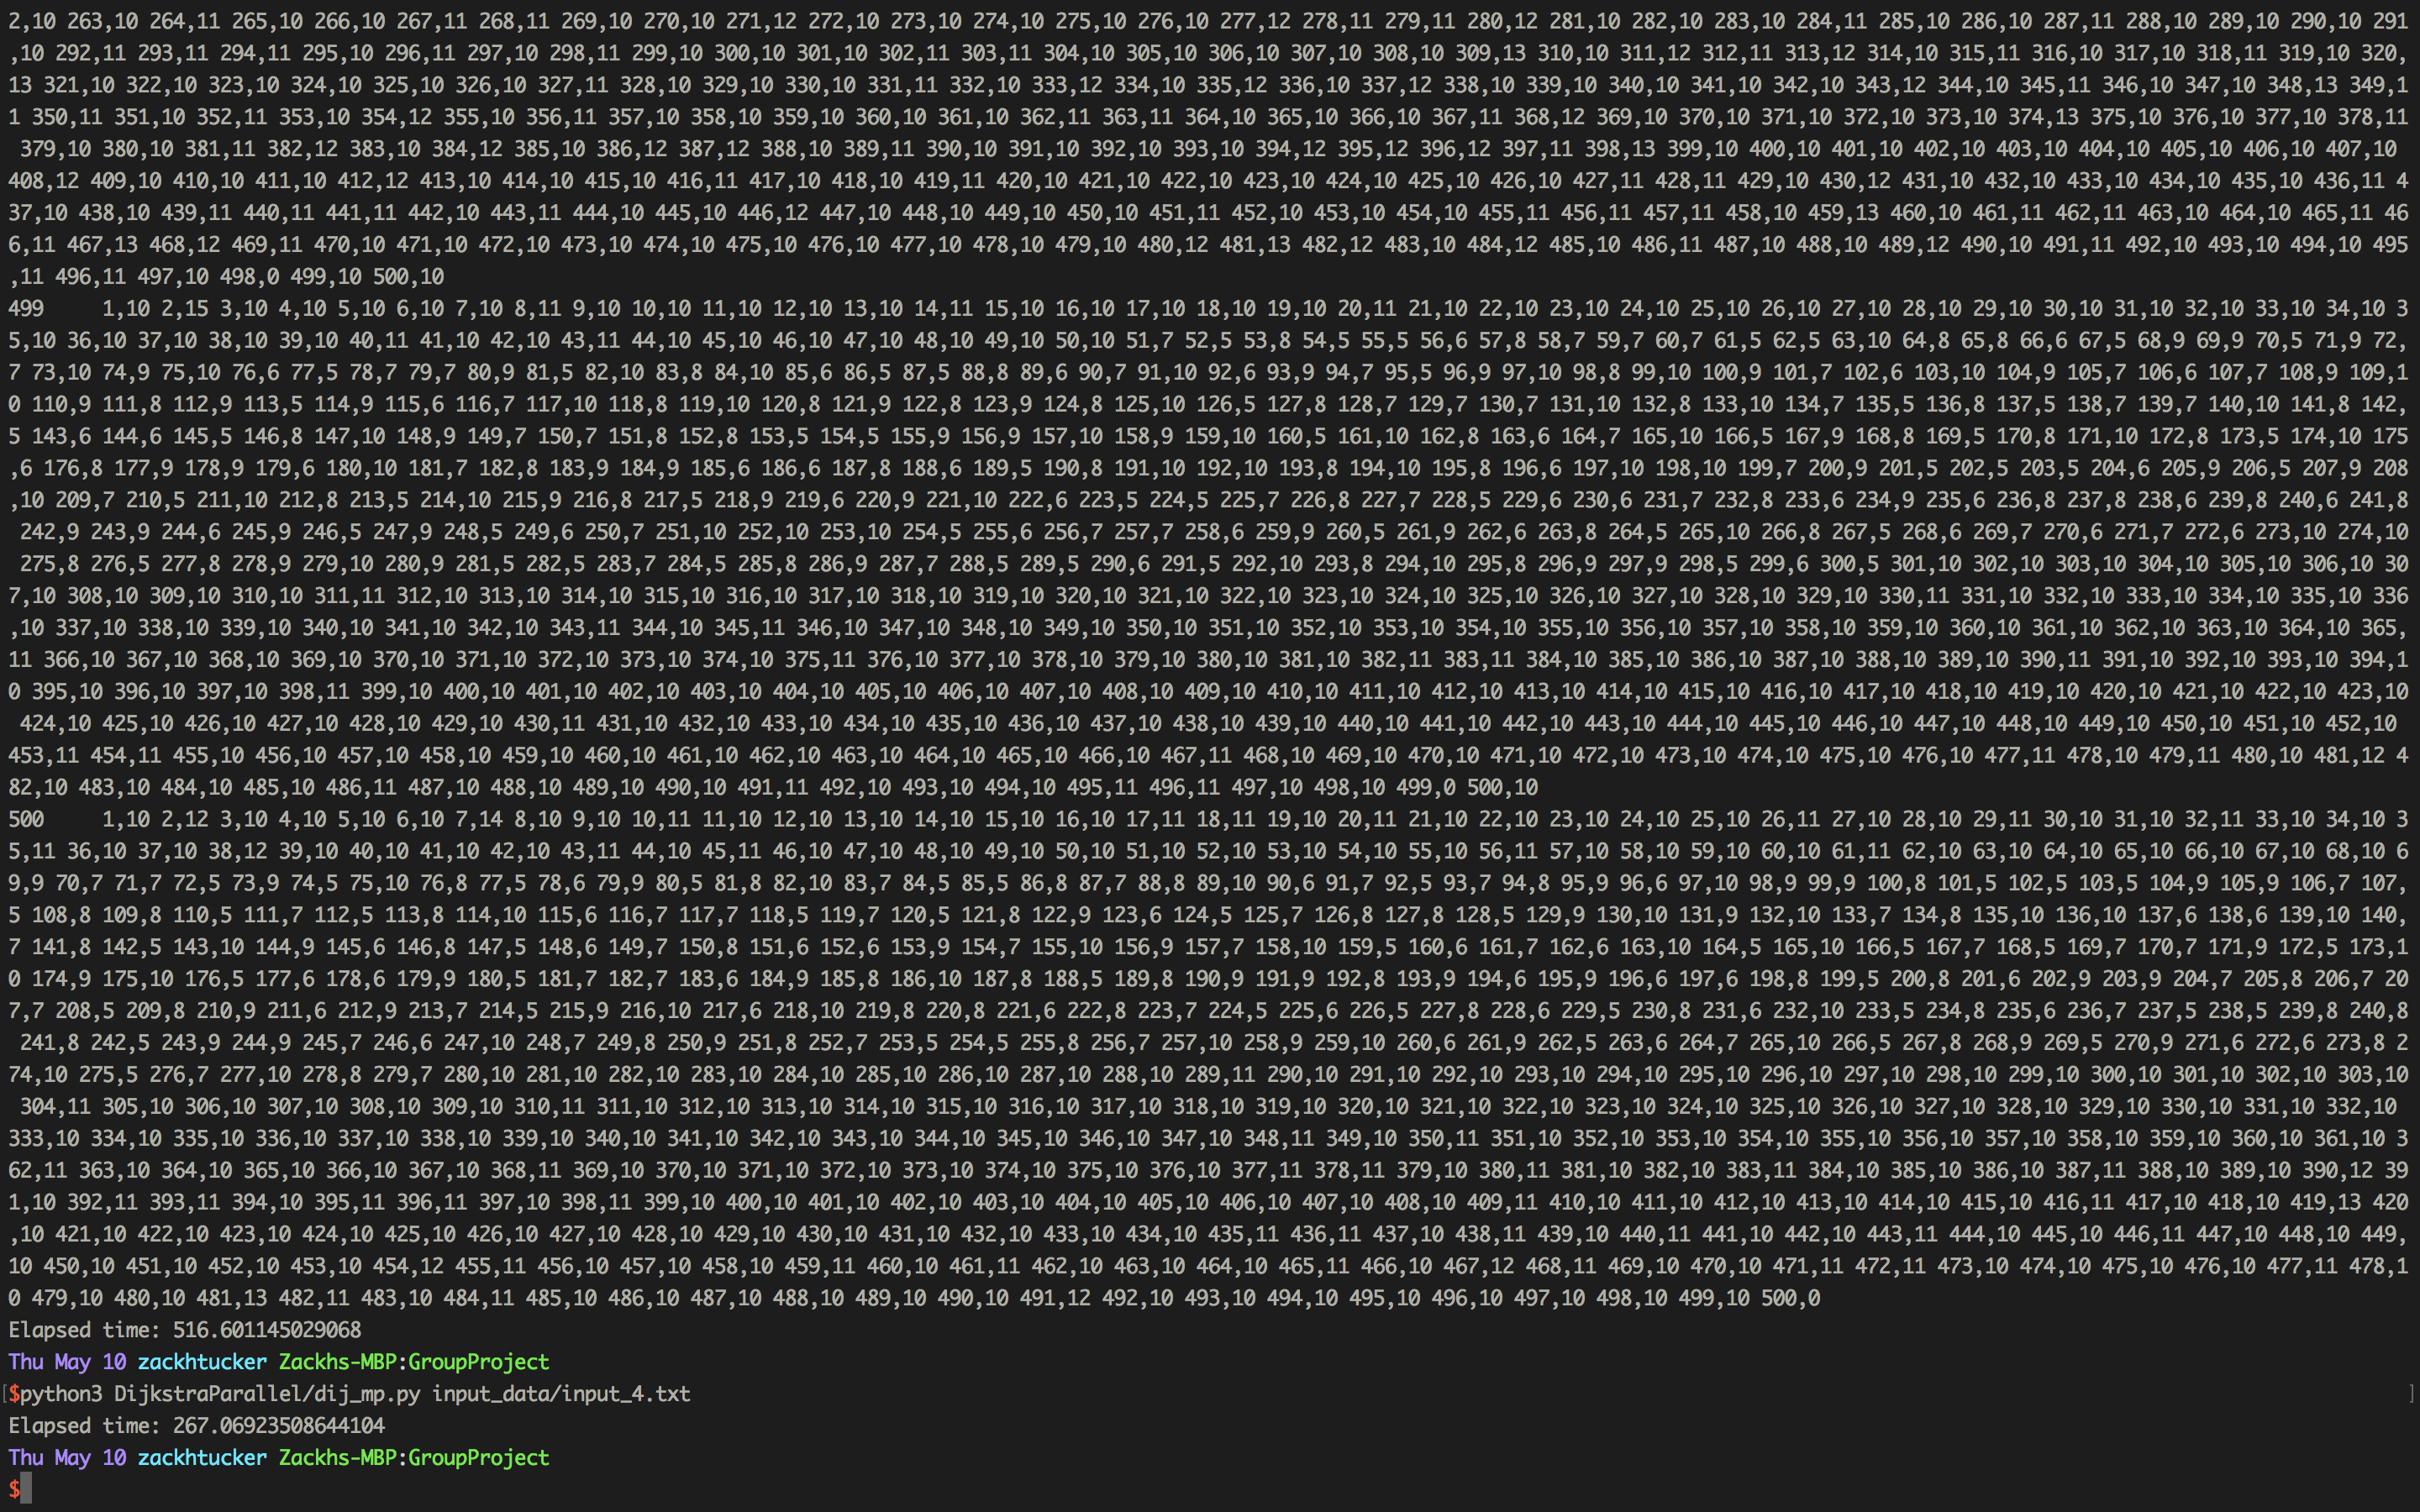 2,10 263,10 264,11 265,10 266,10 267,11 268,11 269,10 270,10 271,12 272,10 273,10 274,10 275,10 276,10 277,12 278,11 279,11 280,12 281,10 282,10 283,10 284,11 285,10 286,10 287,11 288,10 289,10 290,10 291
,10 292,11 293,11 294,11 295,10 296,11 297,10 298,11 299,10 300,10 301,10 302,11 303,11 304,10 305,10 306,10 307,10 308,10 309,13 310,10 311,12 312,11 313,12 314,10 315,11 316,10 317,10 318,11 319,10 320,
13 321,10 322,10 323,10 324,10 325,10 326,10 327,11 328,10 329,10 330,10 331,11 332,10 333,12 334,10 335,12 336,10 337,12 338,10 339,10 340,10 341,10 342,10 343,12 344,10 345,11 346,10 347,10 348,13 349,1
1 350,11 351,10 352,11 353,10 354,12 355,10 356,11 357,10 358,10 359,10 360,10 361,10 362,11 363,11 364,10 365,10 366,10 367,11 368,12 369,10 370,10 371,10 372,10 373,10 374,13 375,10 376,10 377,10 378,11
379,10 380,10 381,11 382,12 383,10 384,12 385,10 386,12 387,12 388,10 389,11 390,10 391,10 392,10 393,10 394,12 395,12 396,12 397,11 398,13 399,10 400,10 401,10 402,10 403,10 404,10 405,10 406,10 407,10
408,12 409,10 410,10 411,10 412,12 413,10 414,10 415,10 416,11 417,10 418,10 419,11 420,10 421,10 422,10 423,10 424,10 425,10 426,10 427,11 428,11 429,10 430,12 431,10 432,10 433,10 434,10 435,10 436,11 4
37,10 438,10 439,11 440,11 441,11 442,10 443,11 444,10 445,10 446,12 447,10 448,10 449,10 450,10 451,11 452,10 453,10 454,10 455,11 456,11 457,11 458,10 459,13 460,10 461,11 462,11 463,10 464,10 465,11 46
6,11 467,13 468,12 469,11 470,10 471,10 472,10 473,10 474,10 475,10 476,10 477,10 478,10 479,10 480,12 481,13 482,12 483,10 484,12 485,10 486,11 487,10 488,10 489,12 490,10 491,11 492,10 493,10 494,10 495
,11 496,11 497,10 498,0 499,10 500,10
499 1,10 2,15 3,10 4,10 5,10 6,10 7,10 8,11 9,10 10,10 11,10 12,10 13,10 14,11 15,10 16,10 17,10 18,10 19,10 20,11 21,10 22,10 23,10 24,10 25,10 26,10 27,10 28,10 29,10 30,10 31,10 32,10 33,10 34,10 3
5,10 36,10 37,10 38,10 39,10 40,11 41,10 42,10 43,11 44,10 45,10 46,10 47,10 48,10 49,10 50,10 51,7 52,5 53,8 54,5 55,5 56,6 57,8 58,7 59,7 60,7 61,5 62,5 63,10 64,8 65,8 66,6 67,5 68,9 69,9 70,5 71,9 72,
7 73,10 74,9 75,10 76,6 77,5 78,7 79,7 80,9 81,5 82,10 83,8 84,10 85,6 86,5 87,5 88,8 89,6 90,7 91,10 92,6 93,9 94,7 95,5 96,9 97,10 98,8 99,10 100,9 101,7 102,6 103,10 104,9 105,7 106,6 107,7 108,9 109,1
0 110,9 111,8 112,9 113,5 114,9 115,6 116,7 117,10 118,8 119,10 120,8 121,9 122,8 123,9 124,8 125,10 126,5 127,8 128,7 129,7 130,7 131,10 132,8 133,10 134,7 135,5 136,8 137,5 138,7 139,7 140,10 141,8 142,
5 143,6 144,6 145,5 146,8 147,10 148,9 149,7 150,7 151,8 152,8 153,5 154,5 155,9 156,9 157,10 158,9 159,10 160,5 161,10 162,8 163,6 164,7 165,10 166,5 167,9 168,8 169,5 170,8 171,10 172,8 173,5 174,10 175
,6 176,8 177,9 178,9 179,6 180,10 181,7 182,8 183,9 184,9 185,6 186,6 187,8 188,6 189,5 190,8 191,10 192,10 193,8 194,10 195,8 196,6 197,10 198,10 199,7 200,9 201,5 202,5 203,5 204,6 205,9 206,5 207,9 208
,10 209,7 210,5 211,10 212,8 213,5 214,10 215,9 216,8 217,5 218,9 219,6 220,9 221,10 222,6 223,5 224,5 225,7 226,8 227,7 228,5 229,6 230,6 231,7 232,8 233,6 234,9 235,6 236,8 237,8 238,6 239,8 240,6 241,8
242,9 243,9 244,6 245,9 246,5 247,9 248,5 249,6 250,7 251,10 252,10 253,10 254,5 255,6 256,7 257,7 258,6 259,9 260,5 261,9 262,6 263,8 264,5 265,10 266,8 267,5 268,6 269,7 270,6 271,7 272,6 273,10 274,10
275,8 276,5 277,8 278,9 279,10 280,9 281,5 282,5 283,7 284,5 285,8 286,9 287,7 288,5 289,5 290,6 291,5 292,10 293,8 294,10 295,8 296,9 297,9 298,5 299,6 300,5 301,10 302,10 303,10 304,10 305,10 306,10 30
7,10 308,10 309,10 310,10 311,11 312,10 313,10 314,10 315,10 316,10 317,10 318,10 319,10 320,10 321,10 322,10 323,10 324,10 325,10 326,10 327,10 328,10 329,10 330,11 331,10 332,10 333,10 334,10 335,10 336
,10 337,10 338,10 339,10 340,10 341,10 342,10 343,11 344,10 345,11 346,10 347,10 348,10 349,10 350,10 351,10 352,10 353,10 354,10 355,10 356,10 357,10 358,10 359,10 360,10 361,10 362,10 363,10 364,10 365,
11 366,10 367,10 368,10 369,10 370,10 371,10 372,10 373,10 374,10 375,11 376,10 377,10 378,10 379,10 380,10 381,10 382,11 383,11 384,10 385,10 386,10 387,10 388,10 389,10 390,11 391,10 392,10 393,10 394,1
0 395,10 396,10 397,10 398,11 399,10 400,10 401,10 402,10 403,10 404,10 405,10 406,10 407,10 408,10 409,10 410,10 411,10 412,10 413,10 414,10 415,10 416,10 417,10 418,10 419,10 420,10 421,10 422,10 423,10
424,10 425,10 426,10 427,10 428,10 429,10 430,11 431,10 432,10 433,10 434,10 435,10 436,10 437,10 438,10 439,10 440,10 441,10 442,10 443,10 444,10 445,10 446,10 447,10 448,10 449,10 450,10 451,10 452,10
453,11 454,11 455,10 456,10 457,10 458,10 459,10 460,10 461,10 462,10 463,10 464,10 465,10 466,10 467,11 468,10 469,10 470,10 471,10 472,10 473,10 474,10 475,10 476,10 477,11 478,10 479,11 480,10 481,12 4
82,10 483,10 484,10 485,10 486,11 487,10 488,10 489,10 490,10 491,11 492,10 493,10 494,10 495,11 496,11 497,10 498,10 499,0 500,10
500 1,10 2,12 3,10 4,10 5,10 6,10 7,14 8,10 9,10 10,11 11,10 12,10 13,10 14,10 15,10 16,10 17,11 18,11 19,10 20,11 21,10 22,10 23,10 24,10 25,10 26,11 27,10 28,10 29,11 30,10 31,10 32,11 33,10 34,10 3
5,11 36,10 37,10 38,12 39,10 40,10 41,10 42,10 43,11 44,10 45,11 46,10 47,10 48,10 49,10 50,10 51,10 52,10 53,10 54,10 55,10 56,11 57,10 58,10 59,10 60,10 61,11 62,10 63,10 64,10 65,10 66,10 67,10 68,10 6
9,9 70,7 71,7 72,5 73,9 74,5 75,10 76,8 77,5 78,6 79,9 80,5 81,8 82,10 83,7 84,5 85,5 86,8 87,7 88,8 89,10 90,6 91,7 92,5 93,7 94,8 95,9 96,6 97,10 98,9 99,9 100,8 101,5 102,5 103,5 104,9 105,9 106,7 107,
5 108,8 109,8 110,5 111,7 112,5 113,8 114,10 115,6 116,7 117,7 118,5 119,7 120,5 121,8 122,9 123,6 124,5 125,7 126,8 127,8 128,5 129,9 130,10 131,9 132,10 133,7 134,8 135,10 136,10 137,6 138,6 139,10 140,
7 141,8 142,5 143,10 144,9 145,6 146,8 147,5 148,6 149,7 150,8 151,6 152,6 153,9 154,7 155,10 156,9 157,7 158,10 159,5 160,6 161,7 162,6 163,10 164,5 165,10 166,5 167,7 168,5 169,7 170,7 171,9 172,5 173,1
0 174,9 175,10 176,5 177,6 178,6 179,9 180,5 181,7 182,7 183,6 184,9 185,8 186,10 187,8 188,5 189,8 190,9 191,9 192,8 193,9 194,6 195,9 196,6 197,6 198,8 199,5 200,8 201,6 202,9 203,9 204,7 205,8 206,7 20
7,7 208,5 209,8 210,9 211,6 212,9 213,7 214,5 215,9 216,10 217,6 218,10 219,8 220,8 221,6 222,8 223,7 224,5 225,6 226,5 227,8 228,6 229,5 230,8 231,6 232,10 233,5 234,8 235,6 236,7 237,5 238,5 239,8 240,8
241,8 242,5 243,9 244,9 245,7 246,6 247,10 248,7 249,8 250,9 251,8 252,7 253,5 254,5 255,8 256,7 257,10 258,9 259,10 260,6 261,9 262,5 263,6 264,7 265,10 266,5 267,8 268,9 269,5 270,9 271,6 272,6 273,8 2
74,10 275,5 276,7 277,10 278,8 279,7 280,10 281,10 282,10 283,10 284,10 285,10 286,10 287,10 288,10 289,11 290,10 291,10 292,10 293,10 294,10 295,10 296,10 297,10 298,10 299,10 300,10 301,10 302,10 303,10
304,11 305,10 306,10 307,10 308,10 309,10 310,11 311,10 312,10 313,10 314,10 315,10 316,10 317,10 318,10 319,10 320,10 321,10 322,10 323,10 324,10 325,10 326,10 327,10 328,10 329,10 330,10 331,10 332,10
333,10 334,10 335,10 336,10 337,10 338,10 339,10 340,10 341,10 342,10 343,10 344,10 345,10 346,10 347,10 348,11 349,10 350,11 351,10 352,10 353,10 354,10 355,10 356,10 357,10 358,10 359,10 360,10 361,10 3
62,11 363,10 364,10 365,10 366,10 367,10 368,11 369,10 370,10 371,10 372,10 373,10 374,10 375,10 376,10 377,11 378,11 379,10 380,11 381,10 382,10 383,11 384,10 385,10 386,10 387,11 388,10 389,10 390,12 391
1,10 392,11 393,11 394,10 395,11 396,11 397,10 398,11 399,10 400,10 401,10 402,10 403,10 404,10 405,10 406,10 407,10 408,10 409,11 410,10 411,10 412,10 413,10 414,10 415,10 416,11 417,10 418,10 419,13 420
,10 421,10 422,10 423,10 424,10 425,10 426,10 427,10 428,10 429,10 430,10 431,10 432,10 433,10 434,10 435,11 436,11 437,10 438,11 439,10 440,11 441,10 442,10 443,11 444,10 445,10 446,11 447,10 448,10 449,
10 450,10 451,10 452,10 453,10 454,12 455,11 456,10 457,10 458,10 459,11 460,10 461,11 462,10 463,10 464,10 465,11 466,10 467,12 468,11 469,10 470,10 471,11 472,11 473,10 474,10 475,10 476,10 477,11 478,1
0 479,10 480,10 481,13 482,11 483,10 484,11 485,10 486,10 487,10 488,10 489,10 490,10 491,12 492,10 493,10 494,10 495,10 496,10 497,10 498,10 499,10 500,0
Elapsed time: 516.601145029068
Thu May 10 zackhtucker Zackhs-MBP:GroupProject
[$python3 DijkstraParallel/dij_mp.py input_data/input_4.txt ]
Elapsed time: 267.06923508644104
Thu May 10 zackhtucker Zackhs-MBP:GroupProject
$